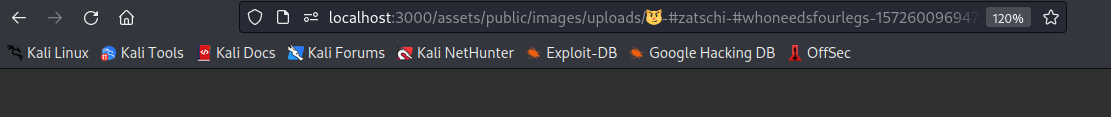 localhost:3000/assets/public/images/uploads/😼-#zatschi-#whoneedsfourlegs-157260096947 120%
Kali Linux Kali Tools Kali Docs Kali Forums Kali NetHunter Exploit-DB Google Hacking DB OffSec